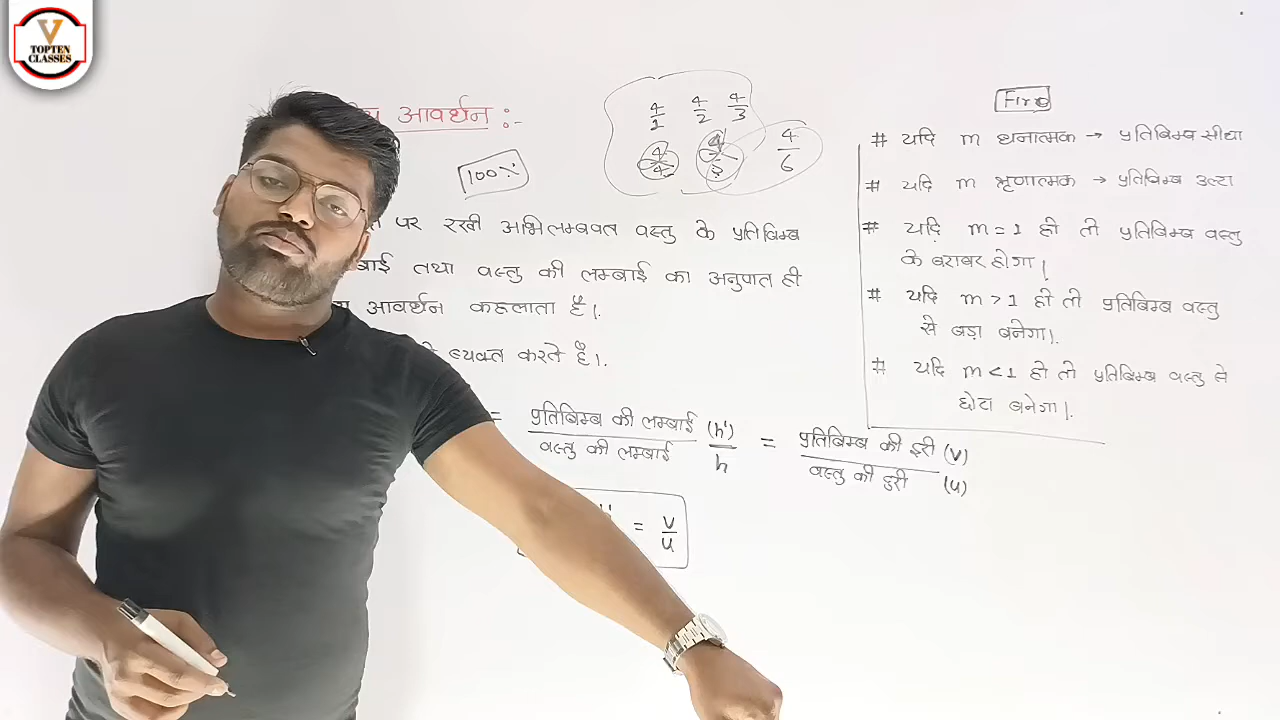 V
TOPTEN
CLASSES
आवर्धन :-
100%
4/1 4/2 4/3
4/4 4/6
पर रखी अभिलम्बवत वस्तु के प्रतिबिम्ब
तथा वस्तु की लम्बाई का अनुपात ही
आवर्धन कहलाता है।
व्यक्त करते है।
= प्रतिबिम्ब की लम्बाई (h') / वस्तु की लम्बाई h = प्रतिबिम्ब की दूरी (v) / वस्तु की दुरी (u)
= v/u
# यदि m धनात्मक → प्रतिबिम्ब सीधा
# यदि m ऋणात्मक → प्रतिबिम्ब उल्टा
# यदि m = 1 हो तो प्रतिबिम्ब वस्तु
के बराबर होगा।
# यदि m > 1 हो तो प्रतिबिम्ब वस्तु
से बड़ा बनेगा।
# यदि m < 1 हो तो प्रतिबिम्ब वस्तु से
छोटा बनेगा।